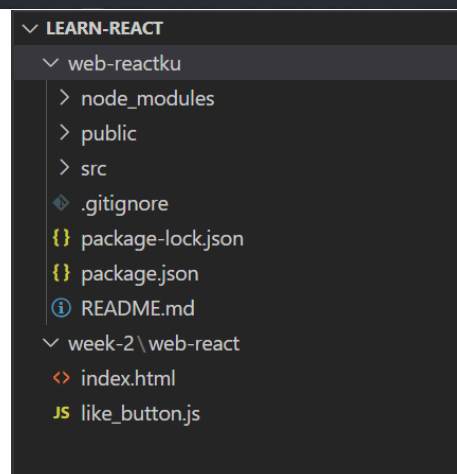 LEARN-REACT
web-reactku
node_modules
public
src
.gitignore
{} package-lock.json
{} package.json
README.md
week-2\web-react
<> index.html
JS like_button.js